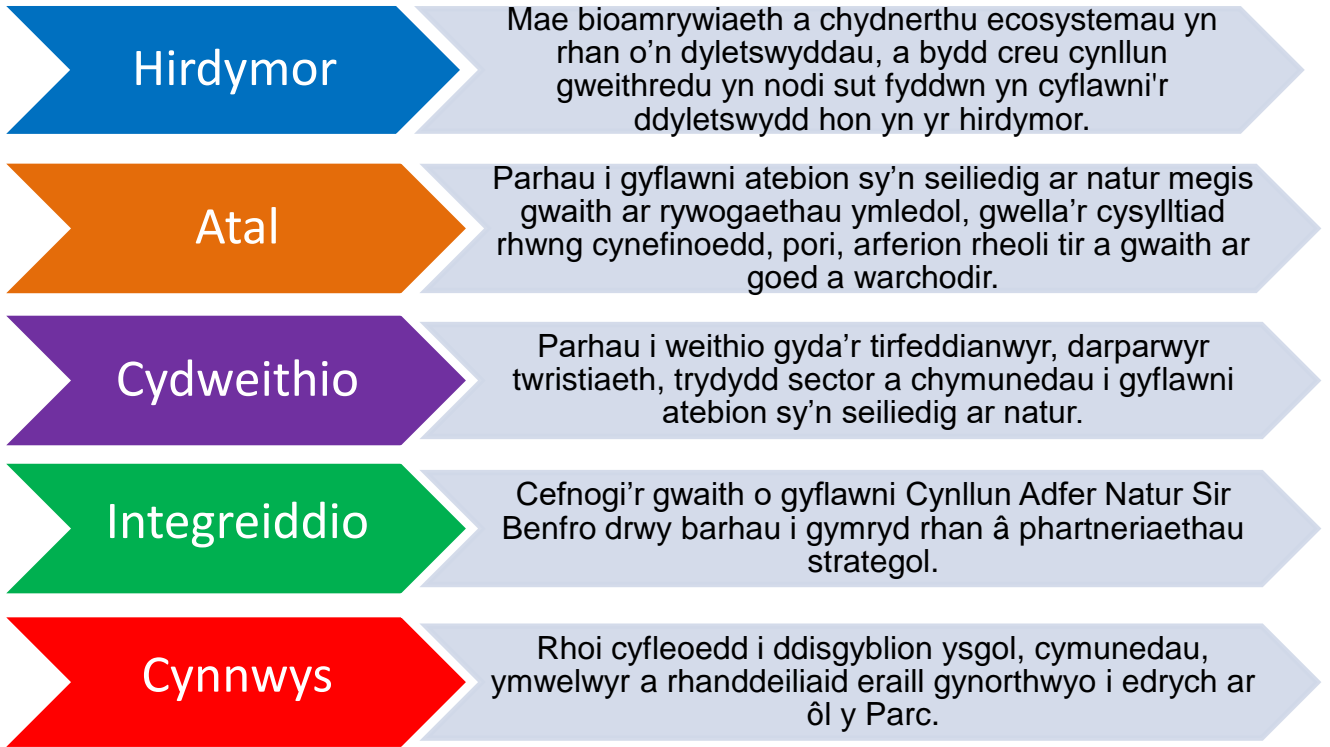 Hirdymor
Mae bioamrywiaeth a chydnerthu ecosystemau yn
rhan o’n dyletswyddau, a bydd creu cynllun
gweithredu yn nodi sut fyddwn yn cyflawni'r
ddyletswydd hon yn yr hirdymor.
Atal
Parhau i gyflawni atebion sy’n seiliedig ar natur megis
gwaith ar rywogaethau ymledol, gwella’r cysylltiad
rhwng cynefinoedd, pori, arferion rheoli tir a gwaith ar
goed a warchodir.
Cydweithio
Parhau i weithio gyda’r tirfeddianwyr, darparwyr
twristiaeth, trydydd sector a chymunedau i gyflawni
atebion sy’n seiliedig ar natur.
Integreiddio
Cefnogi’r gwaith o gyflawni Cynllun Adfer Natur Sir
Benfro drwy barhau i gymryd rhan â phartneriaethau
strategol.
Cynnwys
Rhoi cyfleoedd i ddisgyblion ysgol, cymunedau,
ymwelwyr a rhanddeiliaid eraill gynorthwyo i edrych ar
ôl y Parc.